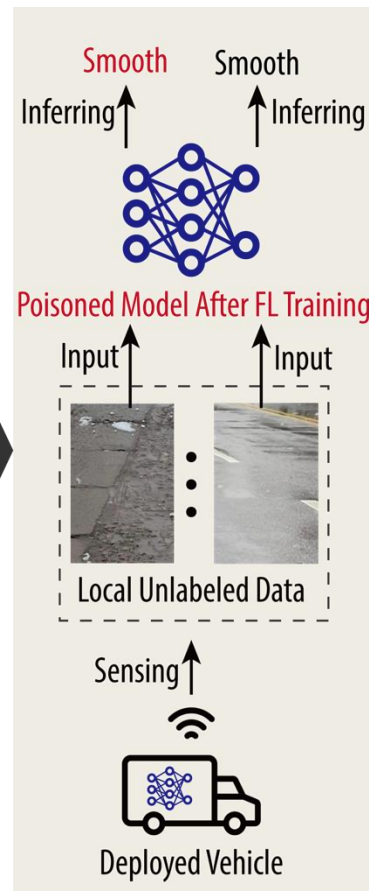 Smooth Smooth
Inferring Inferring
Poisoned Model After FL Training
Input Input
Local Unlabeled Data
Sensing
Deployed Vehicle